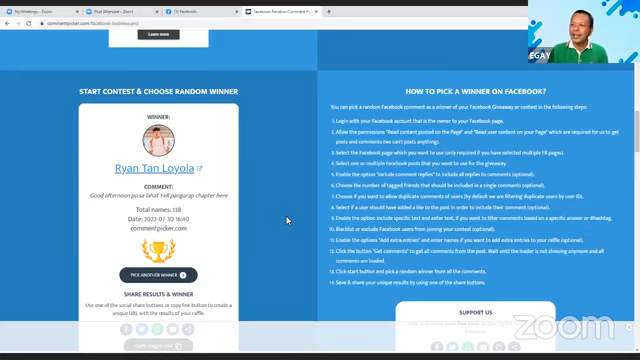 My Meetings - Zoom
Post Attendee - Zoom
Facebook Random Comment Pi
commentpicker.com/facebook-business.php
Learn more
EGAY
START CONTEST & CHOOSE RANDOM WINNER
WINNER:
Ryan Tan Loyola
COMMENT:
Good afternoon po sa lahat Y4R pangarap chapter here
Total names: 138
Date: 2022-07-30 16:40
commentpicker.com
PICK ANOTHER WINNER
SHARE RESULTS & WINNER
Use one of the social share buttons or copy link button to create a
unique URL with the results of your raffle.
HOW TO PICK A WINNER ON FACEBOOK?
You can pick a random Facebook comment as a winner of your Facebook Giveaway or contest in the following steps.
1. Login with your Facebook account that is the owner to your Facebook page.
2. Allow the permissions "Read content posted on the Page" and "Read user content on your Page" which are required for us to get
posts and comments (we can't posts anything).
3. Select the Facebook page which you want to use (only required if you have selected multiple FB pages).
4. Select one or multiple Facebook posts that you want to use for the giveaway.
5. Enable the option "include comment replies" to include all replies to comments (optional).
6. Choose the number of tagged friends that should be included in a single comments (optional).
7. Choose if you want to allow duplicate comments of users (by default we are filtering duplicate users by user ID).
8. Select if a user should have added a like to the post in order to include their comment (optional).
9. Enable the option include specific text and enter text, if you want to filter comments based on a specific answer or #hashtag.
10. Blacklist or exclude Facebook users from joining your contest (optional).
11. Enable the options "Add extra entries" and enter names if you want to add extra entries to your raffle (optional).
12. Click the button "Get comments" to get all comments from the post. Wait until the loader is not showing anymore and all
comments are loaded.
13. Click start button and pick a random winner from all the comments.
14. Save & share your unique results by using one of the share buttons.
SUPPORT US
zoom